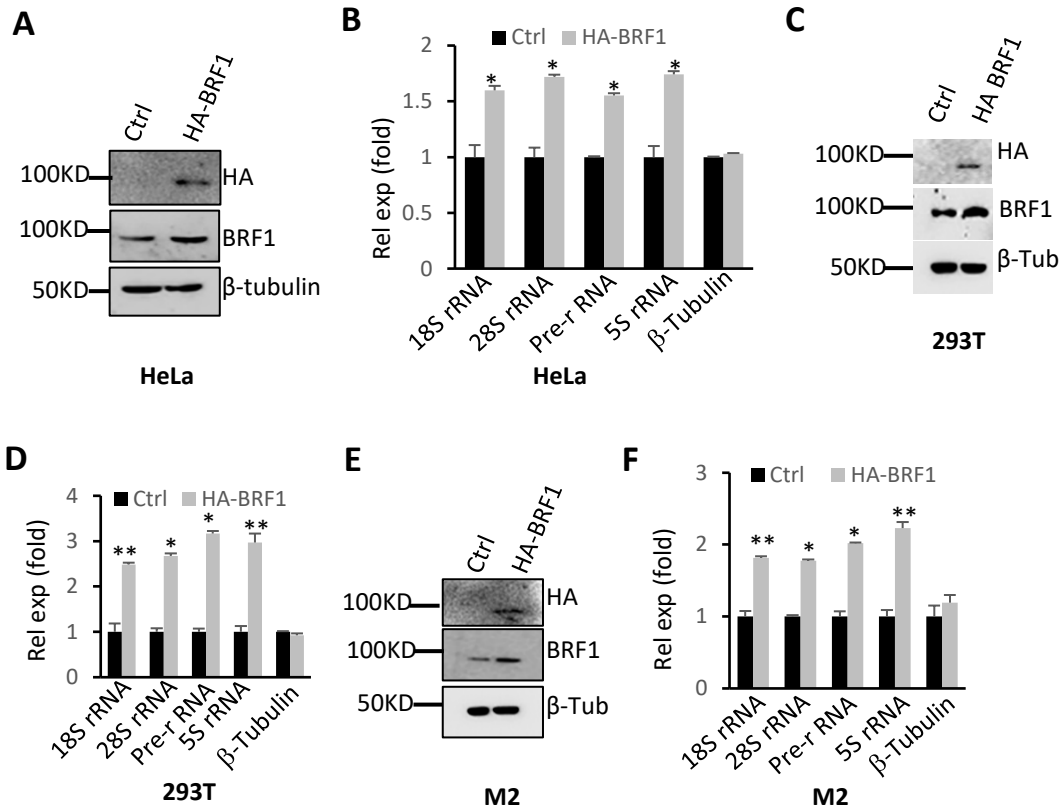 A
Ctrl
HA-BRF1
100KD
HA
100KD
BRF1
50KD
β-tubulin
HeLa
B
Ctrl HA-BRF1
Rel exp (fold)
2
1.5
1
0.5
0
* * * *
18S rRNA
28S rRNA
Pre-r RNA
5S rRNA
β-Tubulin
HeLa
C
Ctrl
HA BRF1
100KD
HA
100KD
BRF1
50KD
β-Tub
293T
D
Ctrl HA-BRF1
Rel exp (fold)
4
3
2
1
0
** * * **
18S rRNA
28S rRNA
Pre-r RNA
5S rRNA
β-Tubulin
293T
E
Ctrl
HA-BRF1
100KD
HA
100KD
BRF1
50KD
β-Tub
M2
F
Ctrl HA-BRF1
Rel exp (fold)
3
2
1
0
** * * **
18S rRNA
28S rRNA
Pre-r RNA
5S rRNA
β-Tubulin
M2